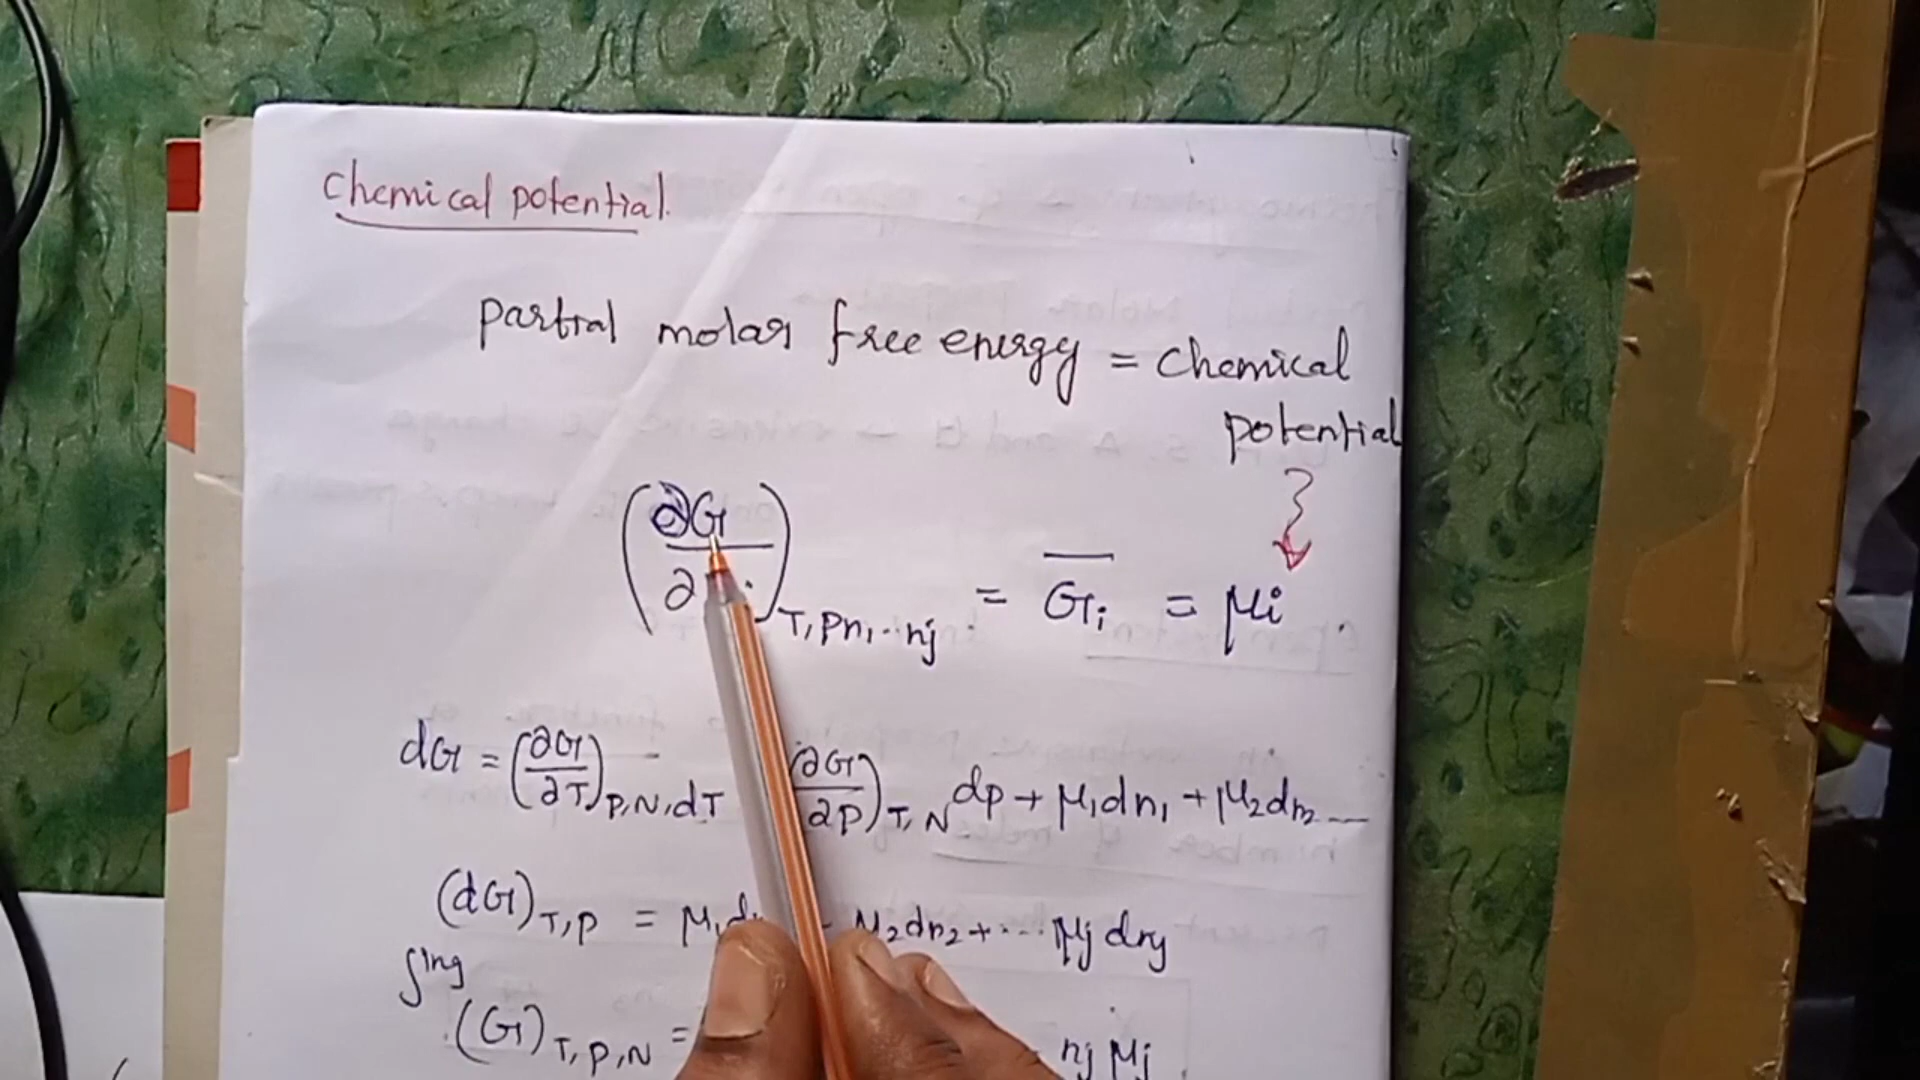 Chemical potential.
Partial molar free energy = Chemical
potential
(∂G/∂ i)T,P n1..nj = G̅i = μi.
dG = (∂G/∂T)P,N,dT (∂G/∂P)T,N dp + μ1dn1 + μ2dn2 ---
(dG)T,P = μ1d μ2dn2 + ... μj dnj
∫ing
(G)T,P,N = nj μj